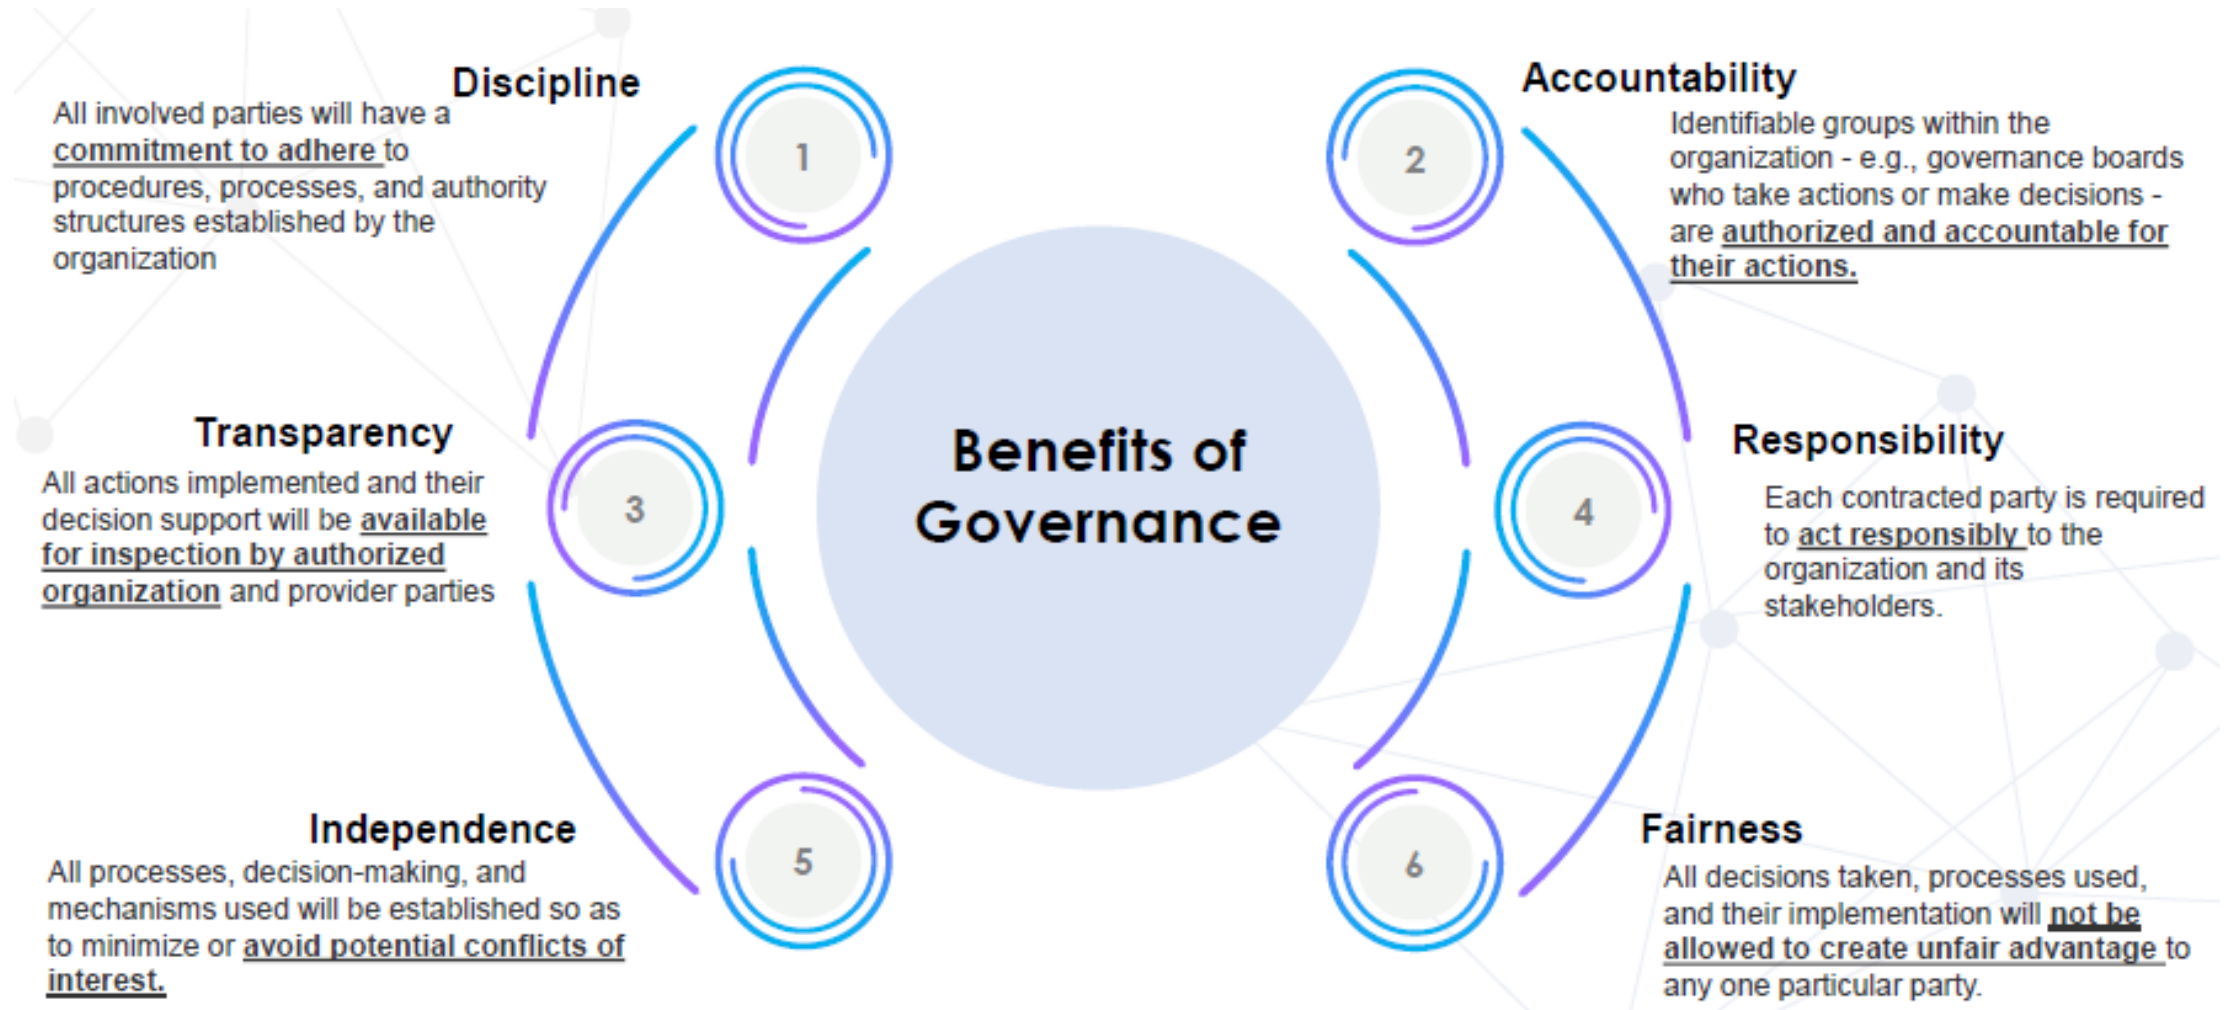 Discipline
All involved parties will have a
commitment to adhere to
procedures, processes, and authority
structures established by the
organization
1
2
Accountability
Identifiable groups within the
organization - e.g., governance boards
who take actions or make decisions -
are authorized and accountable for
their actions.
Transparency
All actions implemented and their
decision support will be available
for inspection by authorized
organization and provider parties
3
Benefits of
Governance
4
Responsibility
Each contracted party is required
to act responsibly to the
organization and its
stakeholders.
Independence
All processes, decision-making, and
mechanisms used will be established so as
to minimize or avoid potential conflicts of
interest.
5
6
Fairness
All decisions taken, processes used,
and their implementation will not be
allowed to create unfair advantage to
any one particular party.